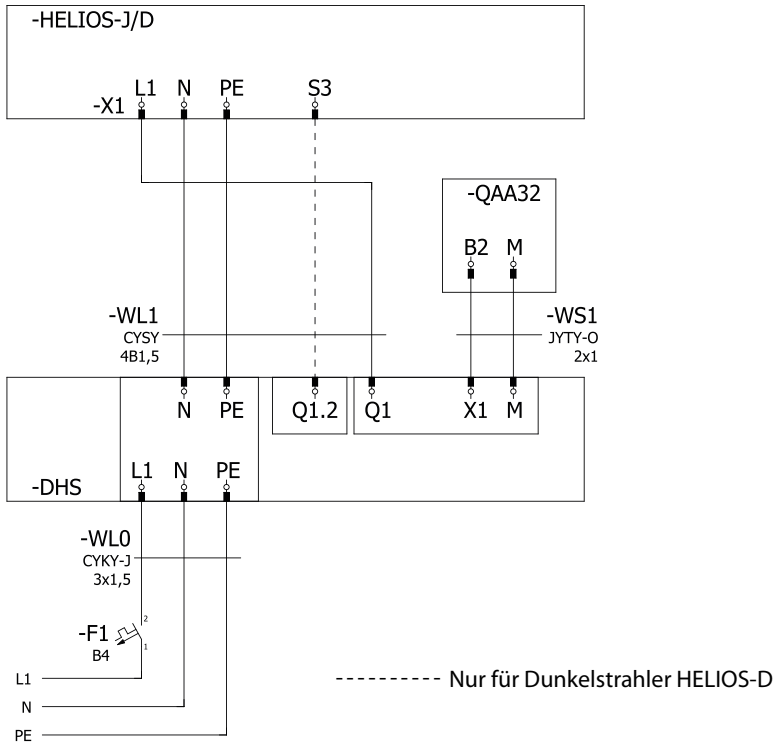 -HELIOS-J/D
L1 N PE S3
-X1
-QAA32
B2 M
-WL1
CYSY
4B1,5
-WS1
JYTY-O
2x1
N PE Q1.2 Q1 X1 M
L1 N PE
-DHS
-WL0
CYKY-J
3x1,5
2
-F1
B4
1
L1
N
PE
Nur für Dunkelstrahler HELIOS-D